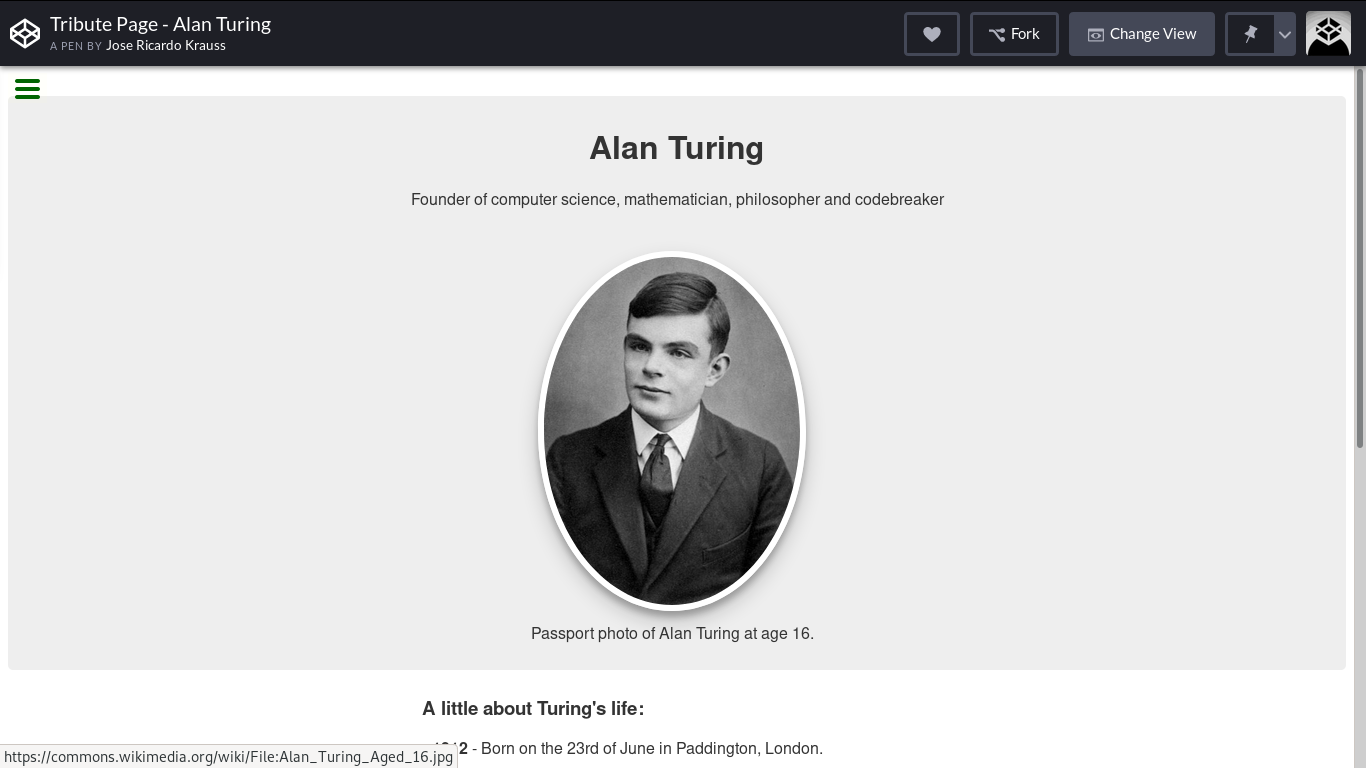 Tribute Page - Alan Turing
A PEN BY Jose Ricardo Krauss
Fork
Change View
Alan Turing
Founder of computer science, mathematician, philosopher and codebreaker
Passport photo of Alan Turing at age 16.
A little about Turing's life:
1912 - Born on the 23rd of June in Paddington, London.
https://commons.wikimedia.org/wiki/File:Alan_Turing_Aged_16.jpg